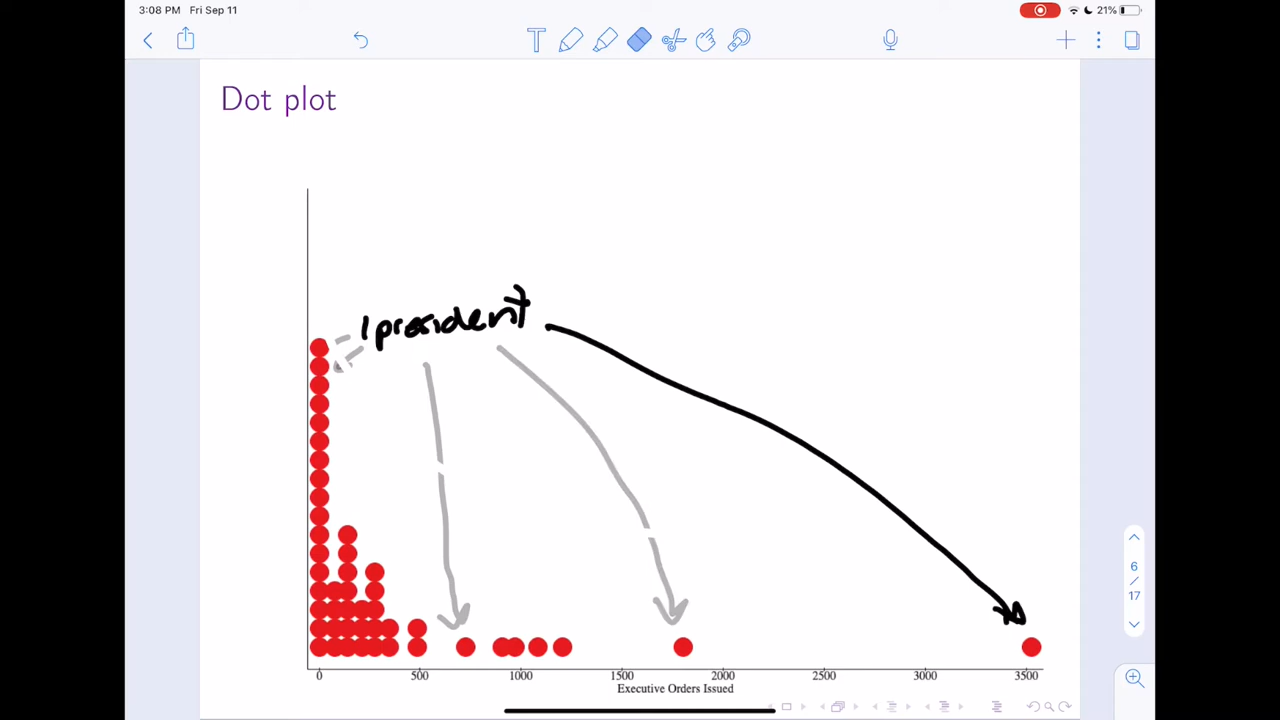 3:08 PM Fri Sep 11
21%
T
Dot plot
1 president
6
/
17
0 500 1000 1500 2000 2500 3000 3500
Executive Orders Issued